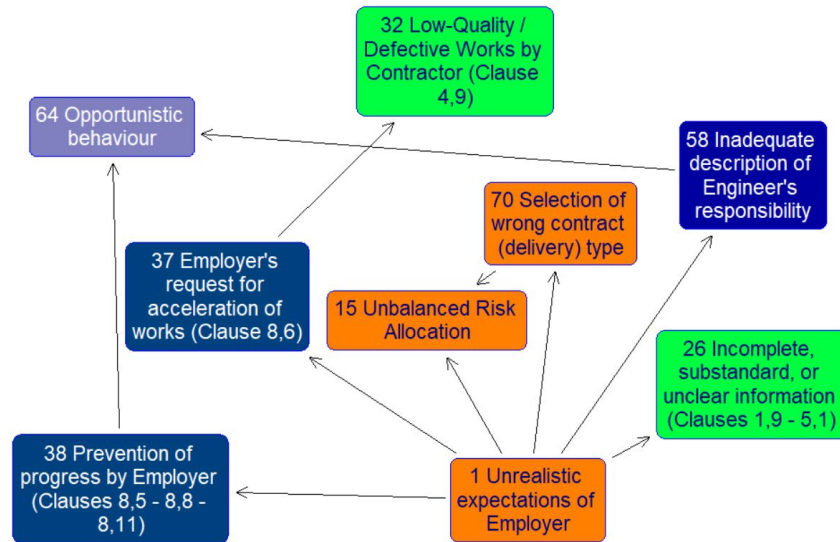 32 Low-Quality /
Defective Works by
Contractor (Clause
4,9)
64 Opportunistic
behaviour
58 Inadequate
description of
Engineer's
responsibility
70 Selection of
wrong contract
(delivery) type
37 Employer's
request for
acceleration of
works (Clause 8,6)
15 Unbalanced Risk
Allocation
26 Incomplete,
substandard, or
unclear information
(Clauses 1,9 - 5,1)
38 Prevention of
progress by Employer
(Clauses 8,5 - 8,8 -
8,11)
1 Unrealistic
expectations of
Employer